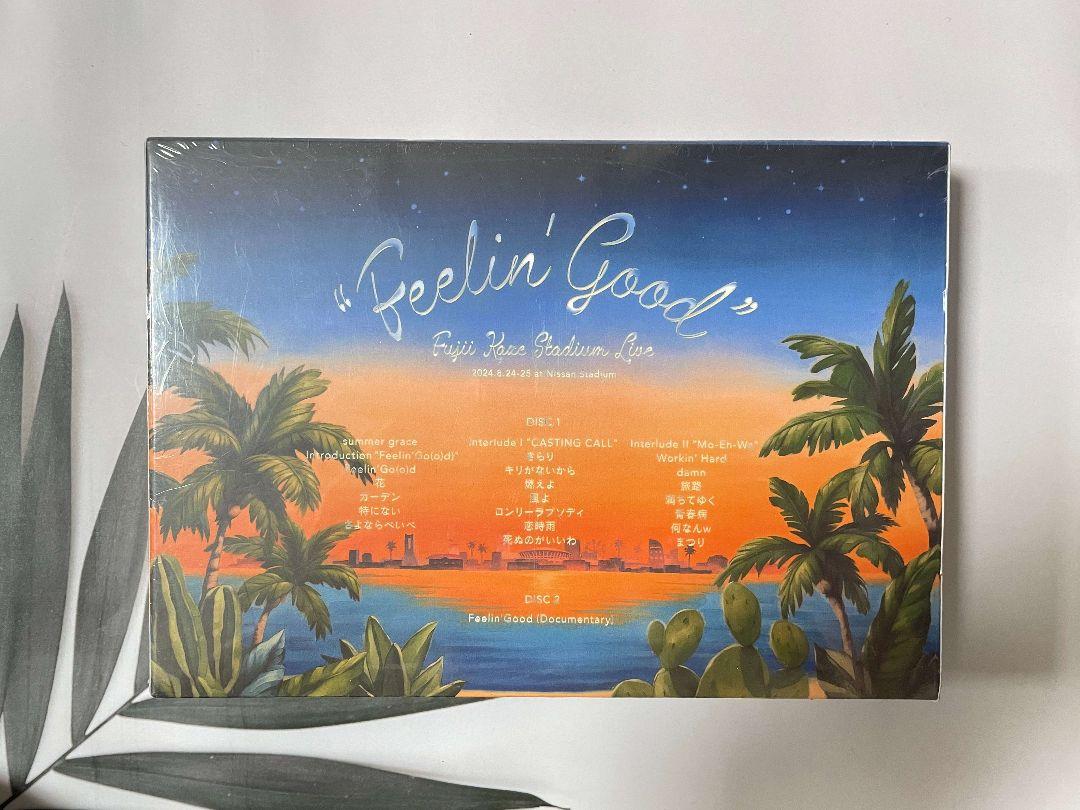 "Feelin' Good"
Fujii Kaze Stadium Live
2024.8.24-25 at Nissan Stadium
DISC 1
summer grace
Introduction "Feelin'Go(o)d"
Feelin'Go(o)d
花
ガーデン
特にない
さよならべいべ
Interlude I "CASTING CALL"
きらり
キリがないから
燃えよ
風よ
ロンリーラプソディ
恋時雨
死ぬのがいいわ
Interlude II "Mo-Eh-Wa"
Workin' Hard
damn
旅路
満ちてゆく
青春病
何なんw
まつり
DISC 2
Feelin'Good (Documentary)